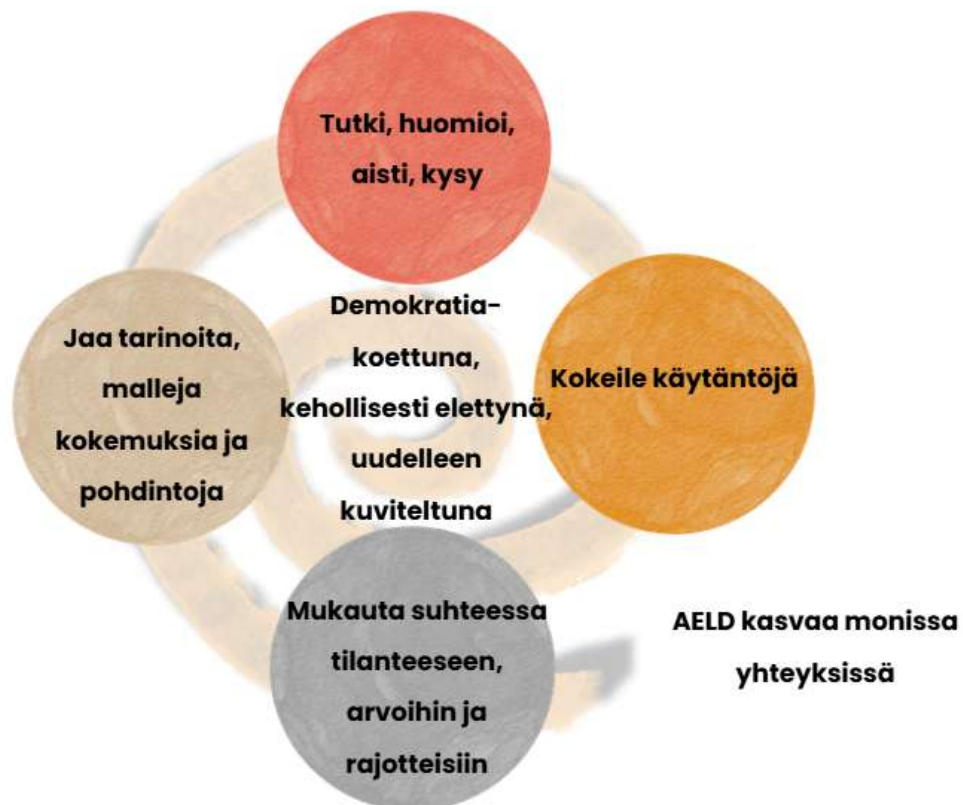 Tutki, huomioi,
aisti, kysy
Demokratia-
koettuna,
kehollisesti elettynä,
uudelleen
kuviteltuna
Jaa tarinoita,
malleja
kokemuksia ja
pohdintoja
Kokeile käytäntöjä
Mukauta suhteessa
tilanteeseen,
arvoihin ja
rajotteisiin
AELD kasvaa monissa
yhteyksissä